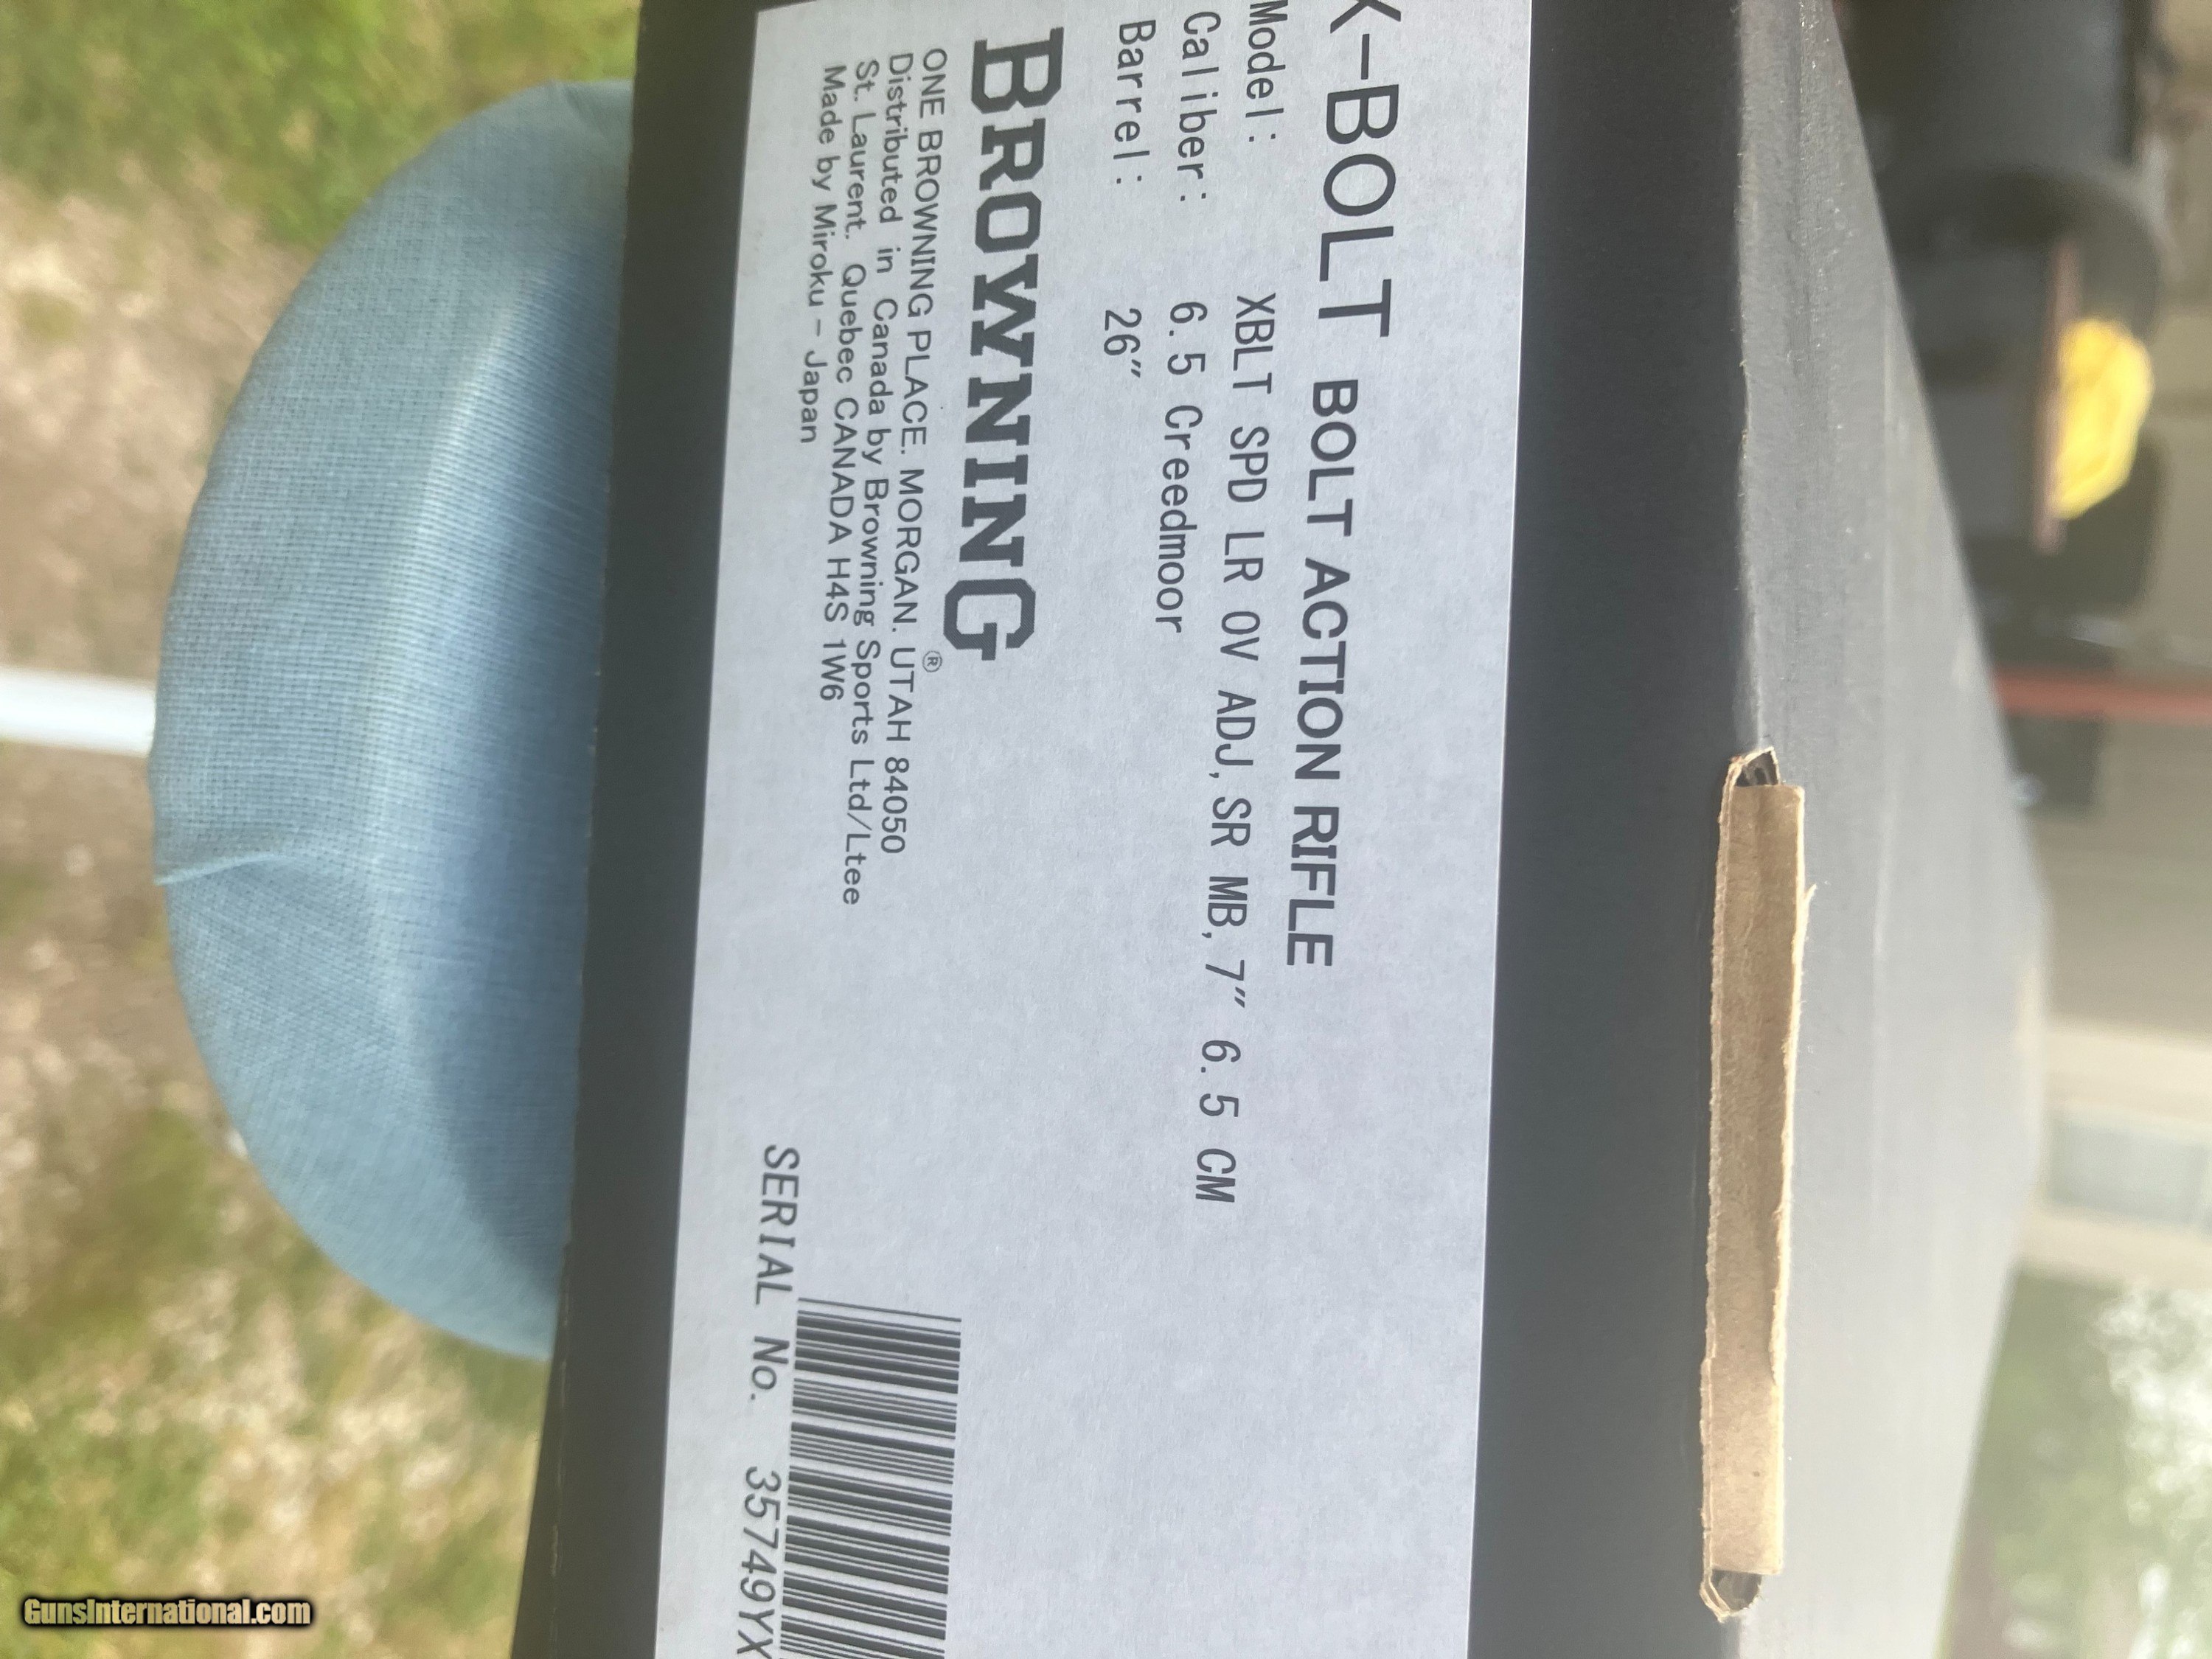 X-BOLT BOLT ACTION RIFLE
Model: XBLT SPD LR OV ADJ, SR MB, 7" 6.5 CM
Caliber: 6.5 Creedmoor
Barrel: 26"
BROWNING®
ONE BROWNING PLACE. MORGAN. UTAH 84050
Distributed in Canada by Browning Sports Ltd/Ltee
St. Laurent. Quebec CANADA H4S 1W6
Made by Miroku - Japan
SERIAL No. 35749YX
GunsInternational.com